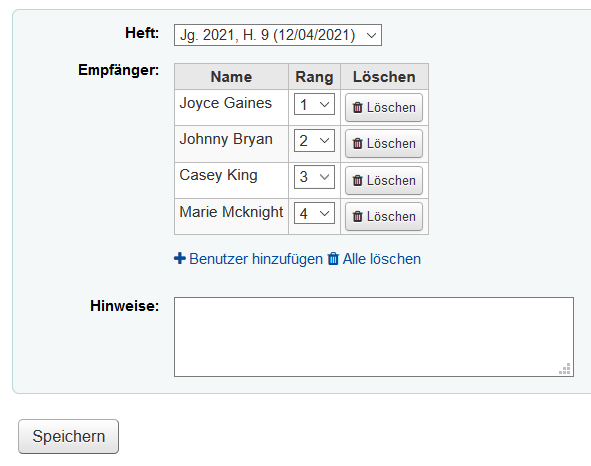 Heft: Jg. 2021, H. 9 (12/04/2021)
Empfänger:
Name Rang Löschen
Joyce Gaines 1 Löschen
Johnny Bryan 2 Löschen
Casey King 3 Löschen
Marie Mcknight 4 Löschen
Benutzer hinzufügen Alle löschen
Hinweise:
Speichern